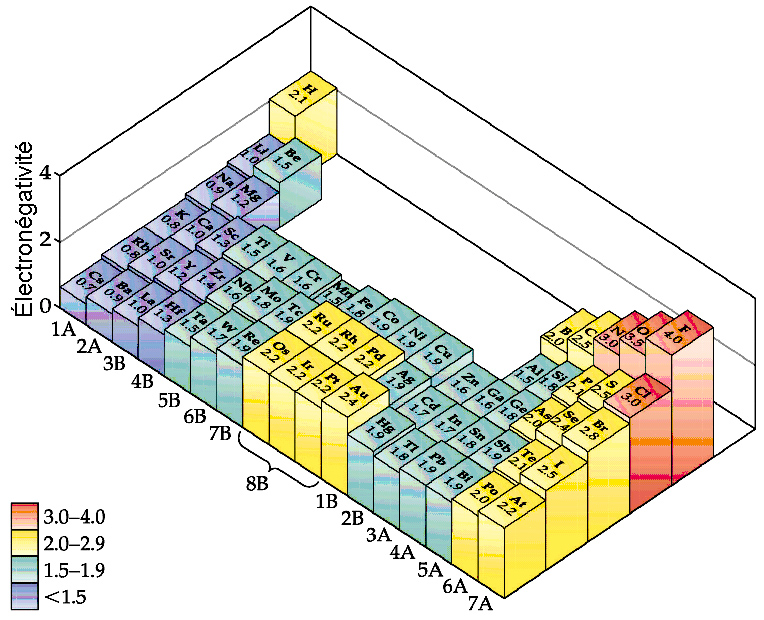 Électronégativité
4
2
0
H
2.1
Li
1.0
Be
1.5
B
2.0
C
2.5
N
3.0
O
3.5
F
4.0
Na
0.9
Mg
1.2
Al
1.5
Si
1.8
P
2.1
S
2.5
Cl
3.0
K
0.8
Ca
1.0
Sc
1.3
Ti
1.5
V
1.6
Cr
1.6
Mn
1.5
Fe
1.8
Co
1.9
Ni
1.9
Cu
1.9
Zn
1.6
Ga
1.6
Ge
1.8
As
2.0
Se
2.4
Br
2.8
Rb
0.8
Sr
1.0
Y
1.2
Zr
1.4
Nb
1.6
Mo
1.8
Tc
1.9
Ru
2.2
Rh
2.2
Pd
2.2
Ag
1.9
Cd
1.7
In
1.7
Sn
1.8
Sb
1.9
Te
2.1
I
2.5
Cs
0.7
Ba
0.9
La
1.0
Hf
1.3
Ta
1.5
W
1.7
Re
1.9
Os
2.2
Ir
2.2
Pt
2.2
Au
2.4
Hg
1.9
Tl
1.8
Pb
1.9
Bi
1.9
Po
2.0
At
2.2
1A
2A
3B
4B
5B
6B
7B
8B
1B
2B
3A
4A
5A
6A
7A
3.0–4.0
2.0–2.9
1.5–1.9
<1.5